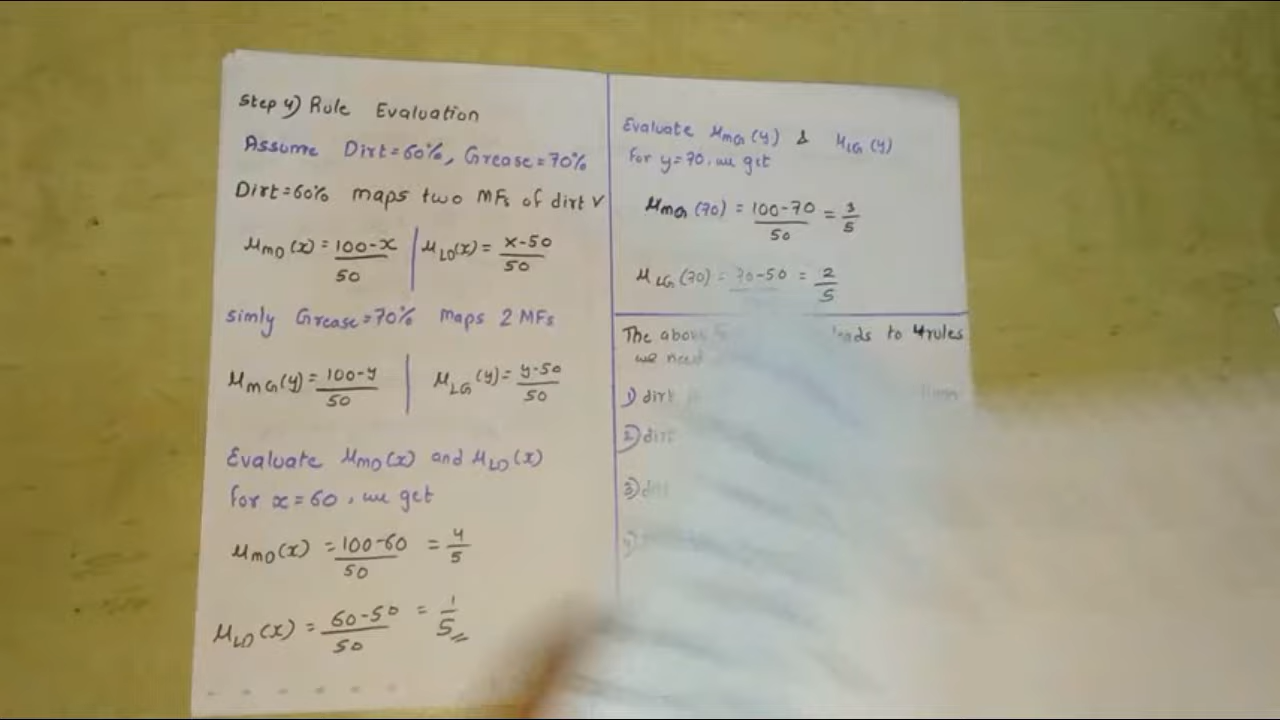 Step 4) Rule Evaluation
Assume Dirt=60%, Grease=70%
Dirt=60% maps two MFs of dirt V
μMD(x) = 100-x / 50 | μLD(x) = x-50 / 50
simly Grease=70% maps 2 MFs
μMG(y) = 100-y / 50 | μLG(y) = y-50 / 50
Evaluate μMD(x) and μLD(x)
for x=60, we get
μMD(x) = 100-60 / 50 = 4/5
μLD(x) = 60-50 / 50 = 1/5
Evaluate μMG(y) & μLG(y)
For y=70, we get
μMG(70) = 100-70 / 50 = 3/5
μLG(70) = 70-50 = 2/5
The above to 4 rules
we need
1) dirt
2) dirt
3)